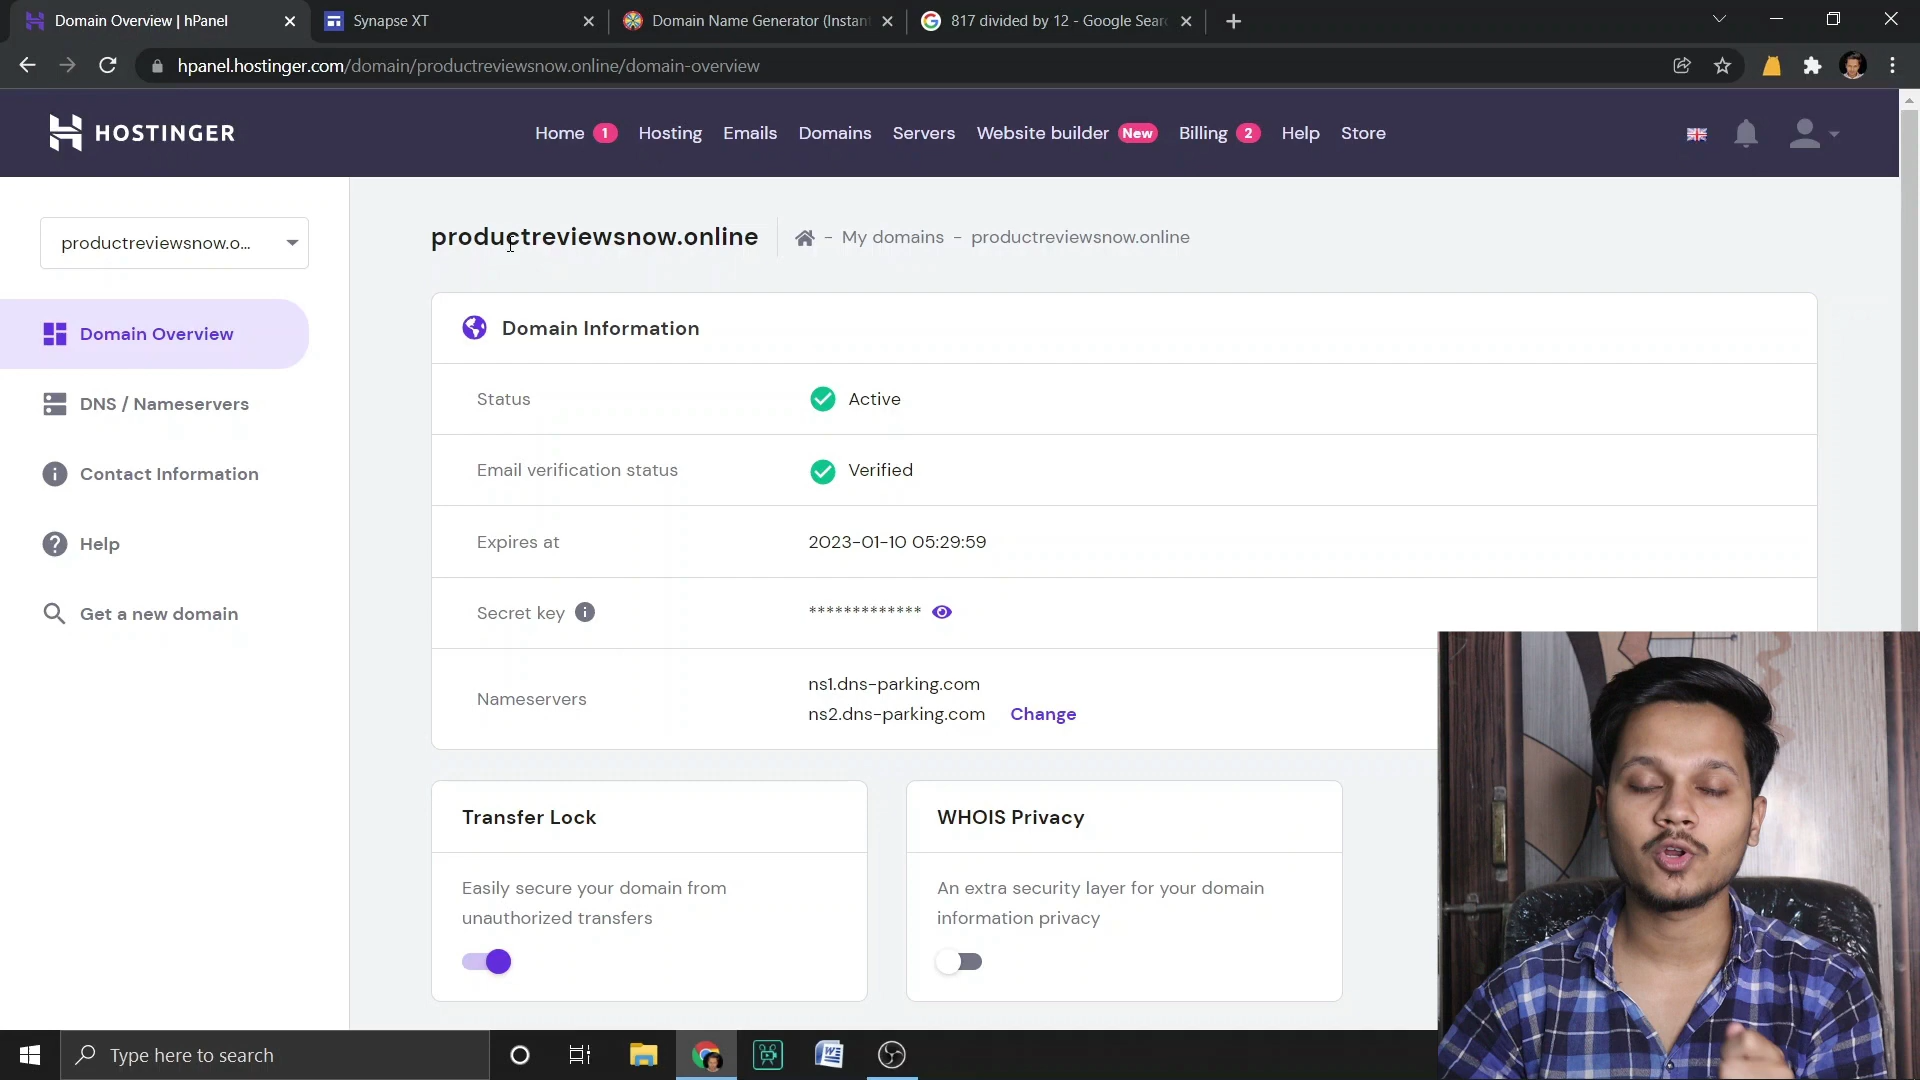 Domain Overview | hPanel
Synapse XT
Domain Name Generator (Instan
817 divided by 12 - Google Sear
hpanel.hostinger.com/domain/productreviewsnow.online/domain-overview
HOSTINGER
Home 1 Hosting Emails Domains Servers Website builder New Billing 2 Help Store
productreviewsnow.o...
productreviewsnow.online
- My domains - productreviewsnow.online
Domain Overview
DNS / Nameservers
Contact Information
Help
Get a new domain
Domain Information
Status Active
Email verification status Verified
Expires at 2023-01-10 05:29:59
Secret key *************
Nameservers
ns1.dns-parking.com
ns2.dns-parking.com Change
Transfer Lock
Easily secure your domain from
unauthorized transfers
WHOIS Privacy
An extra security layer for your domain
information privacy
Type here to search